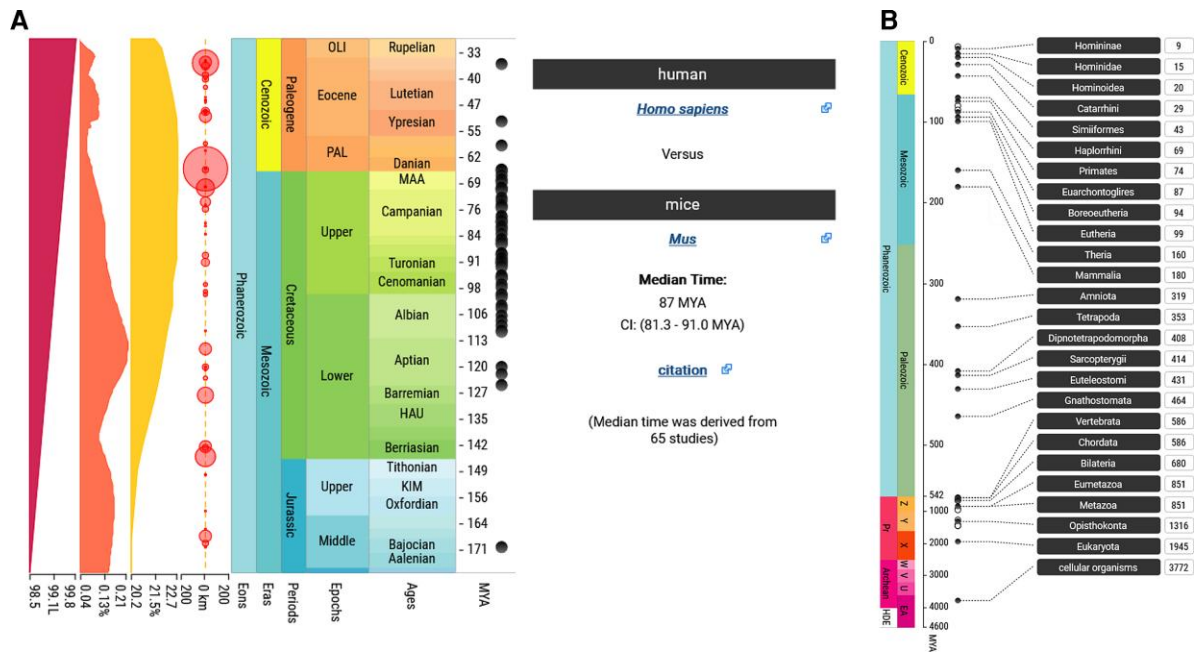 A
98.5
99.1L
99.8
0.04
0.13%
0.21
20.2
21.5%
22.7
200
0 km
200
Phanerozoic
Cenozoic
Mesozoic
Paleogene
Cretaceous
Jurassic
OLI
Eocene
PAL
Upper
Lower
Upper
Middle
Rupelian
Lutetian
Ypresian
Danian
MAA
Campanian
Turonian
Cenomanian
Albian
Aptian
Barremian
HAU
Berriasian
Tithonian
KIM
Oxfordian
Bajocian
Aalenian
33
40
47
55
62
69
76
84
91
98
106
113
120
127
135
142
149
156
164
171
Eons
Eras
Periods
Epochs
Ages
MYA
human
Homo sapiens
Versus
mice
Mus
Median Time:
87 MYA
CI: (81.3 - 91.0 MYA)
citation
(Median time was derived from
65 studies)
B
Phanerozoic
Pr
Archean
HDE
Cenozoic
Mesozoic
Paleozoic
Z
Y
X
W
V
U
EA
0
100
200
300
400
500
542
1000
2000
3000
4000
4600
MYA
Homininae 9
Hominidae 15
Hominoidea 20
Catarrhini 29
Simiiformes 43
Haplorrhini 69
Primates 74
Euarchontoglires 87
Boreoeutheria 94
Eutheria 99
Theria 160
Mammalia 180
Amniota 319
Tetrapoda 353
Dipnotetrapodomorpha 408
Sarcopterygii 414
Euteleostomi 431
Gnathostomata 464
Vertebrata 586
Chordata 586
Bilateria 680
Eumetazoa 851
Metazoa 851
Opisthokonta 1316
Eukaryota 1945
cellular organisms 3772